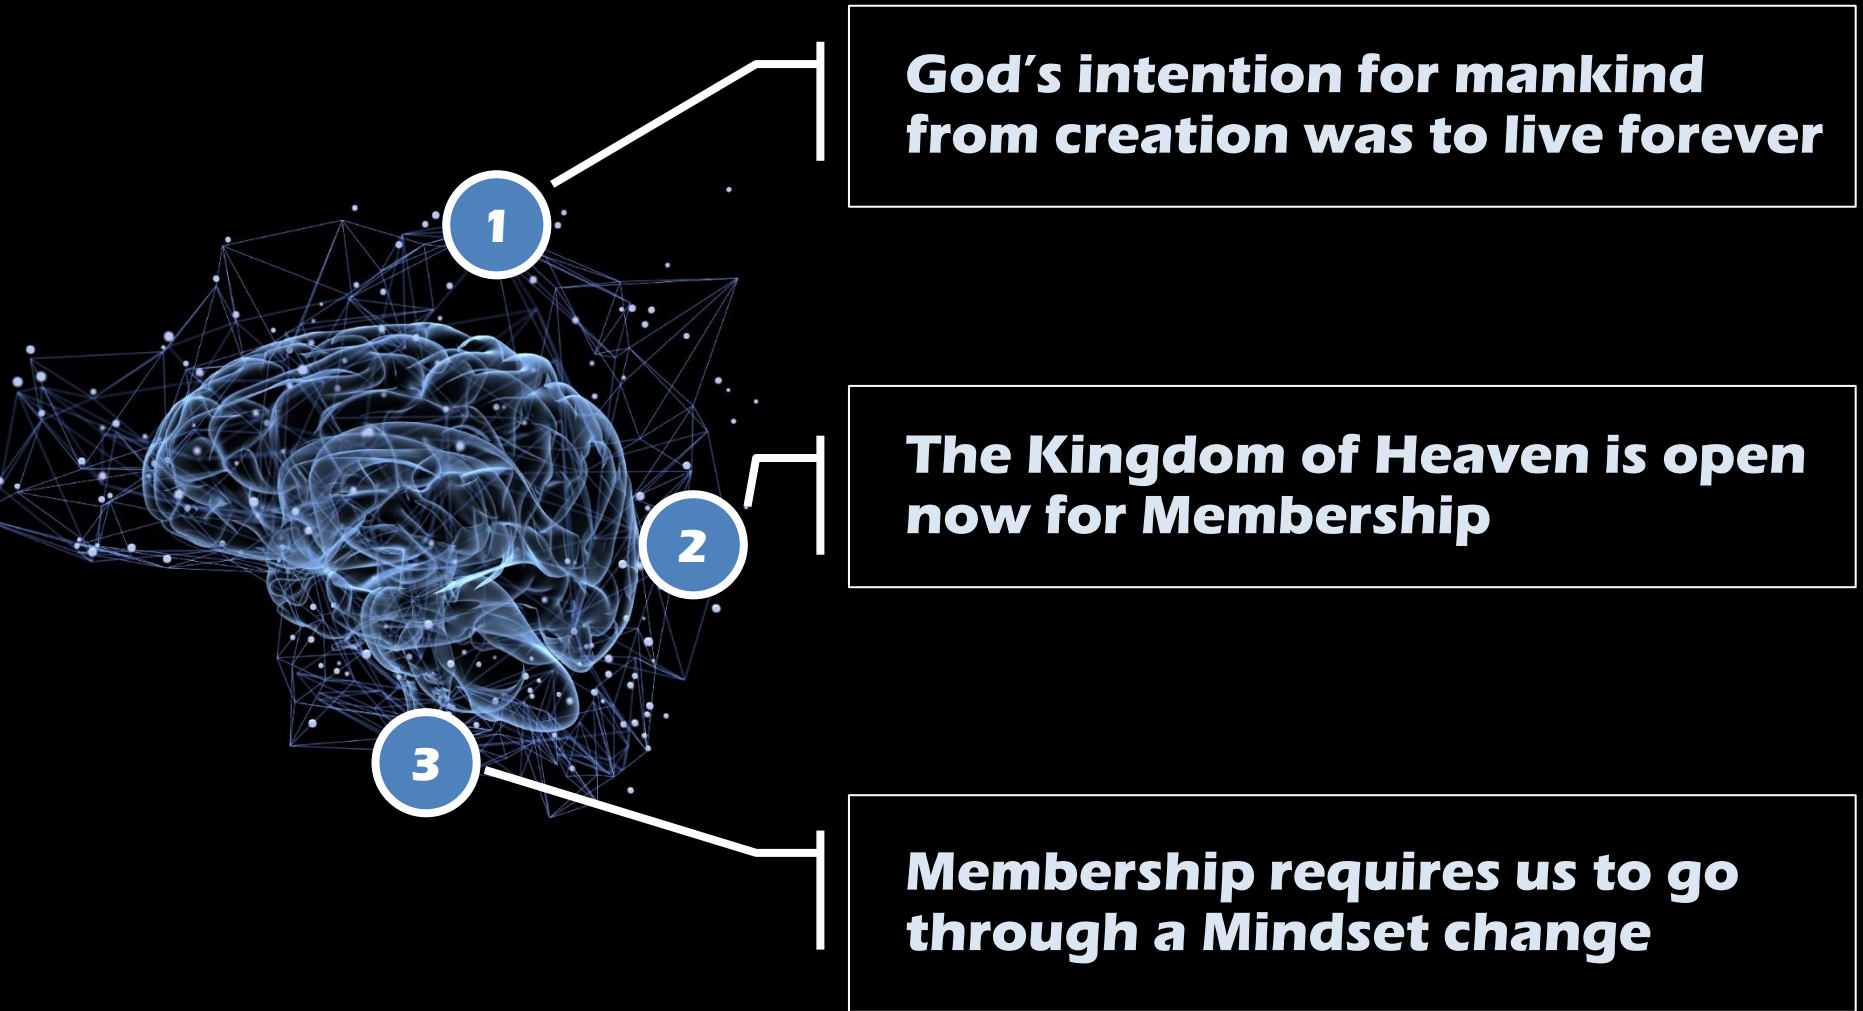 1
God’s intention for mankind
from creation was to live forever
2
The Kingdom of Heaven is open
now for Membership
3
Membership requires us to go
through a Mindset change